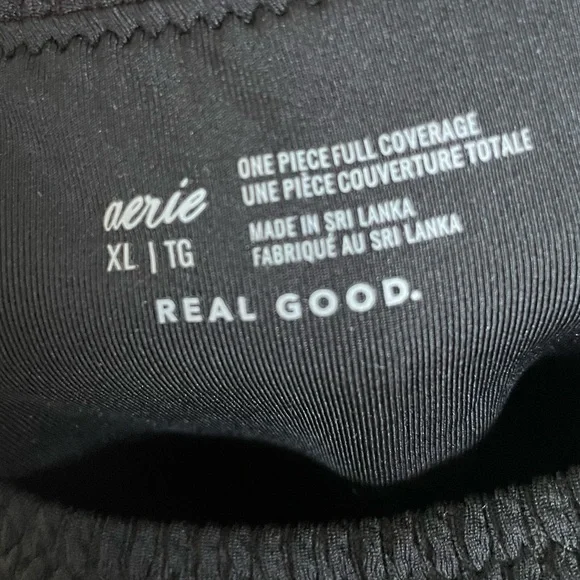 aerie
XL | TG
ONE PIECE FULL COVERAGE
UNE PIÈCE COUVERTURE TOTALE
MADE IN SRI LANKA
FABRIQUÉ AU SRI LANKA
REAL GOOD.